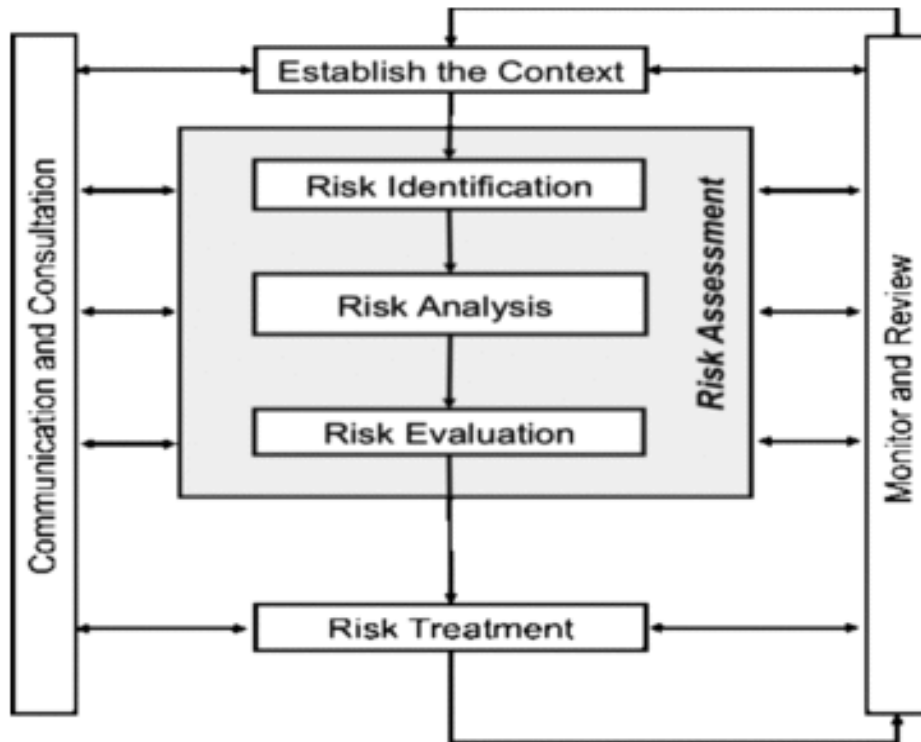 Establish the Context
Risk Identification
Risk Analysis
Risk Evaluation
Risk Treatment
Risk Assessment
Communication and Consultation
Monitor and Review